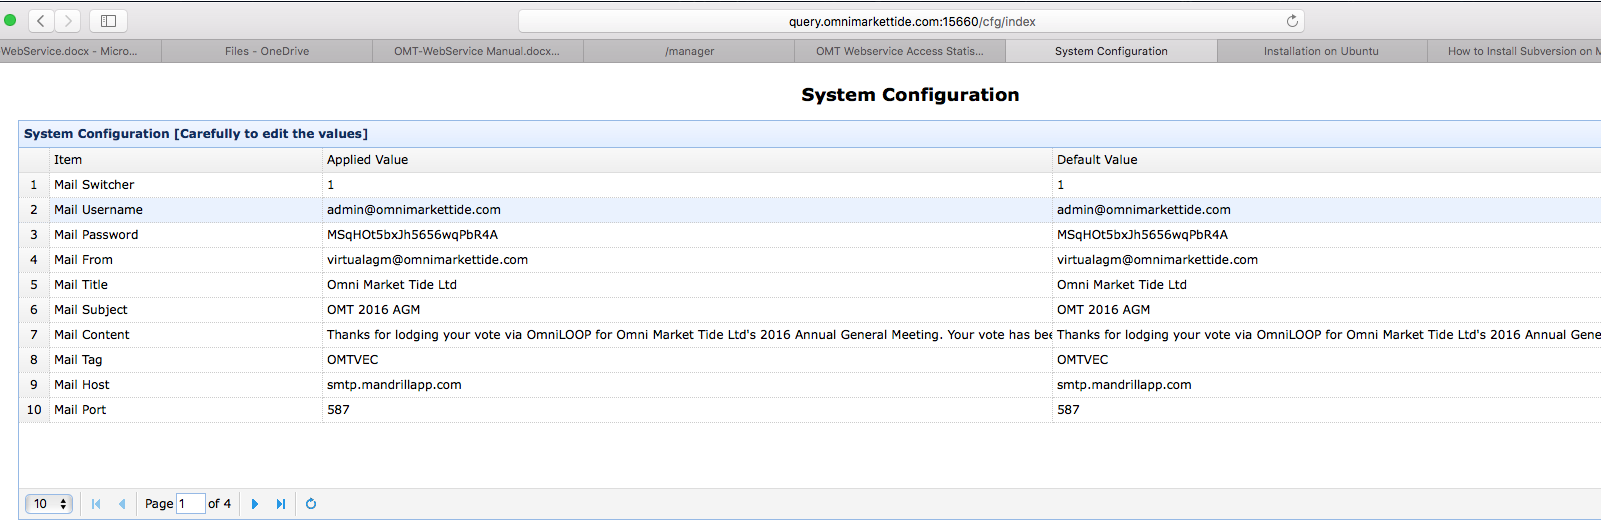 query.omnimarkettide.com:15660/cfg/index
WebService.docx - Micro... Files - OneDrive OMT-WebService Manual.docx... /manager OMT Webservice Access Statis... System Configuration Installation on Ubuntu How to Install Subversion on M
System Configuration
System Configuration [Carefully to edit the values]
Item Applied Value Default Value
1 Mail Switcher 1 1
2 Mail Username admin@omnimarkettide.com admin@omnimarkettide.com
3 Mail Password MSqHOt5bxJh5656wqPbR4A MSqHOt5bxJh5656wqPbR4A
4 Mail From virtualagm@omnimarkettide.com virtualagm@omnimarkettide.com
5 Mail Title Omni Market Tide Ltd Omni Market Tide Ltd
6 Mail Subject OMT 2016 AGM OMT 2016 AGM
7 Mail Content Thanks for lodging your vote via OmniLOOP for Omni Market Tide Ltd's 2016 Annual General Meeting. Your vote has bee Thanks for lodging your vote via OmniLOOP for Omni Market Tide Ltd's 2016 Annual Gene
8 Mail Tag OMTVEC OMTVEC
9 Mail Host smtp.mandrillapp.com smtp.mandrillapp.com
10 Mail Port 587 587
10 Page 1 of 4